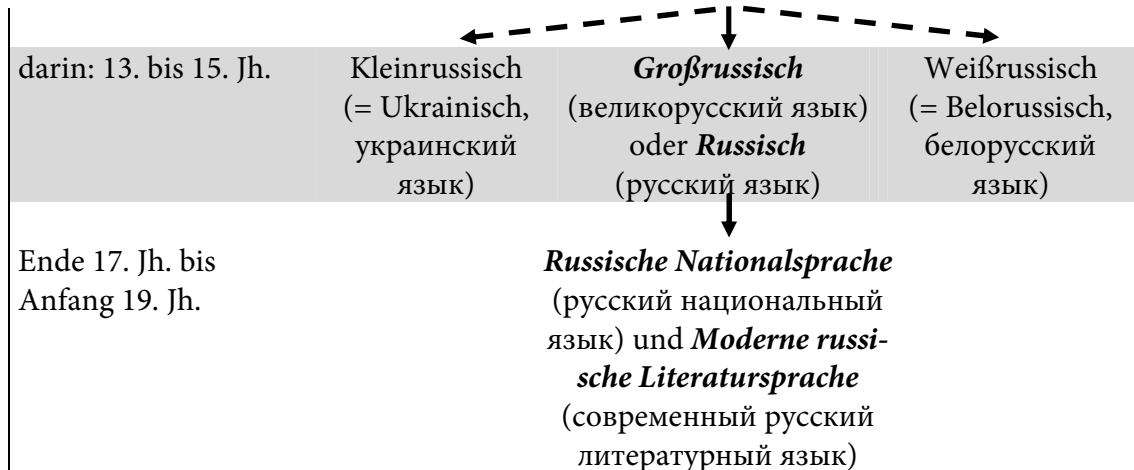 darin: 13. bis 15. Jh.
Kleinrussisch
(= Ukrainisch,
украинский
язык)
Großrussisch
(великорусский язык)
oder Russisch
(русский язык)
Weißrussisch
(= Belorussisch,
белорусский
язык)
Ende 17. Jh. bis
Anfang 19. Jh.
Russische Nationalsprache
(русский национальный
язык) und Moderne russi-
sche Literatursprache
(современный русский
литературный язык)